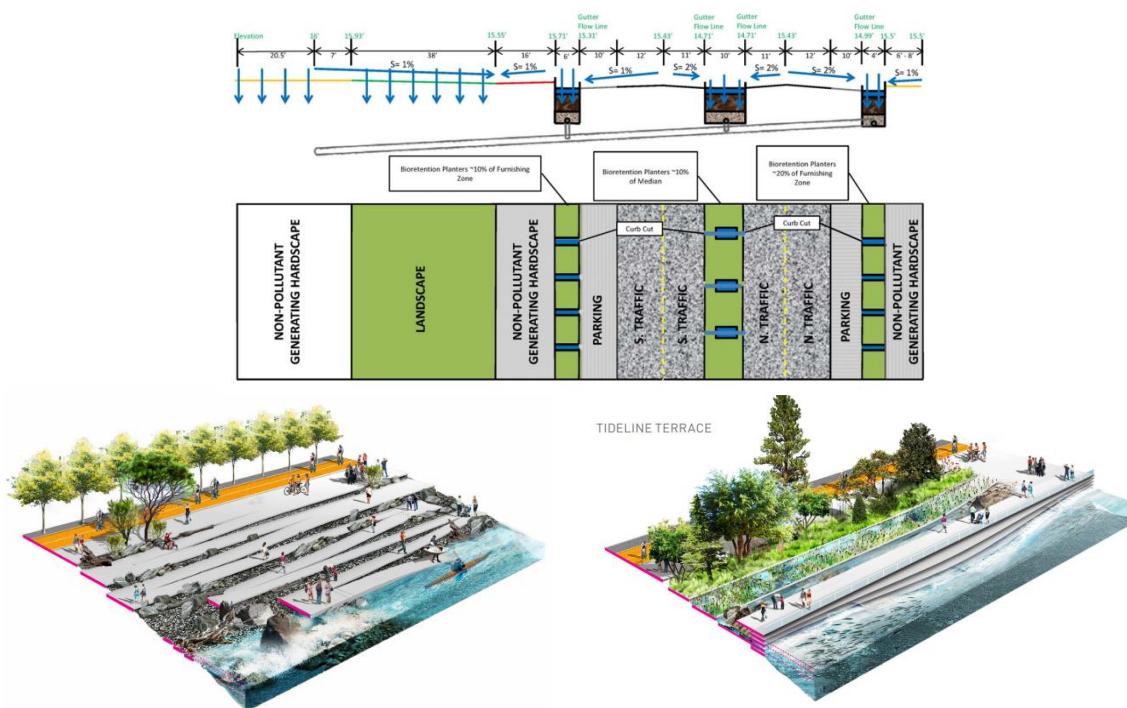 Gutter Flow Line
Gutter Flow Line
Gutter Flow Line
Gutter Flow Line
Elevation
16'
15.93'
15.55'
15.71'
15.31'
15.43'
14.71'
14.71'
15.43'
14.99'
15.5'
15.5'
20.5'
7'
38'
16'
6'
10'
12'
11'
10'
11'
12'
10'
4'
6' - 8'
S= 1%
S= 1%
S= 1%
S= 2%
S= 2%
S= 2%
S= 1%
Bioretention Planters ~10% of Furnishing
Zone
Bioretention Planters ~10%
of Median
Bioretention Planters
~20% of Furnishing
Zone
Curb Cut
Curb Cut
NON-POLLUTANT
GENERATING HARDSCAPE
LANDSCAPE
NON-POLLUTANT
GENERATING HARDSCAPE
PARKING
S. TRAFFIC
S. TRAFFIC
N. TRAFFIC
N. TRAFFIC
PARKING
NON-POLLUTANT
GENERATING HARDSCAPE
TIDELINE TERRACE